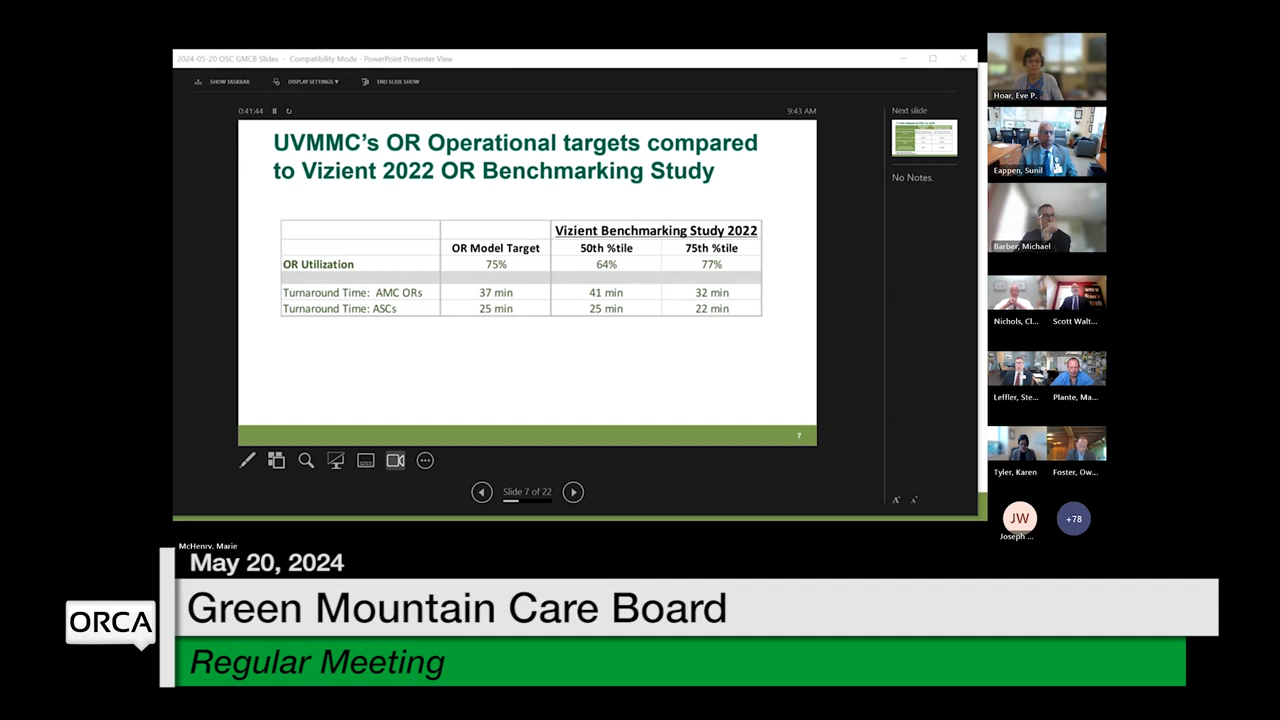 2024-05-20 OSC GMCB Slides - Compatibility Mode - PowerPoint Presenter View
SHOW TASKBAR DISPLAY SETTINGS ▾ END SLIDE SHOW
0:41:44 9:43 AM
UVMMC's OR Operational targets compared
to Vizient 2022 OR Benchmarking Study
Vizient Benchmarking Study 2022
OR Model Target 50th %tile 75th %tile
OR Utilization 75% 64% 77%
Turnaround Time: AMC ORs 37 min 41 min 32 min
Turnaround Time: ASCs 25 min 25 min 22 min
7
Slide 7 of 22
Next slide
No Notes.
A A
Hoar, Eve P.
Eappen, Sunil
Barber, Michael
Nichols, Cl... Scott Walt...
Leffler, Ste... Plante, Ma...
Tyler, Karen Foster, Ow...
JW +78
Joseph ...
McHenry, Marie
May 20, 2024
ORCA
Green Mountain Care Board
Regular Meeting